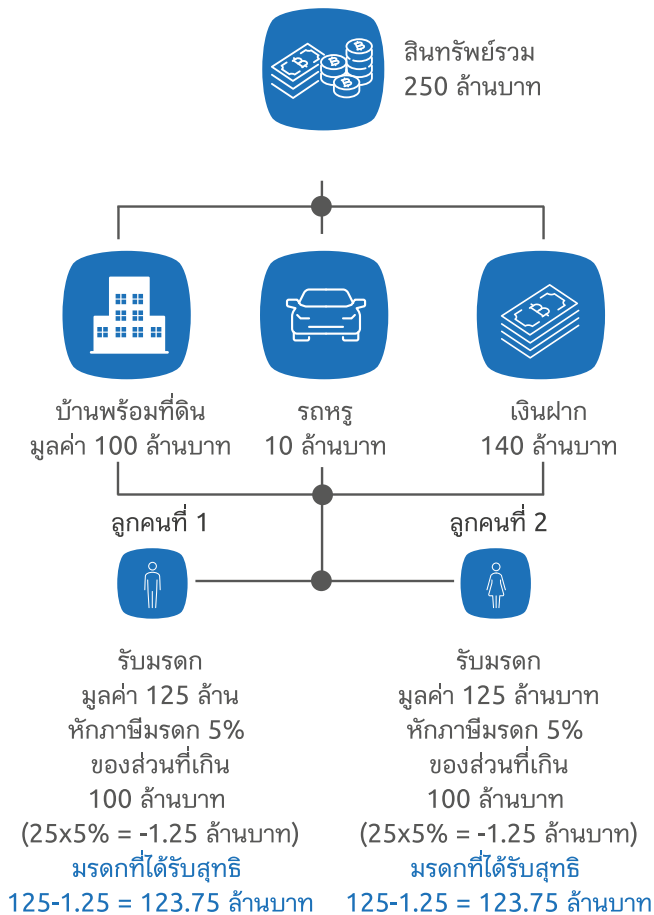 สินทรัพย์รวม
250 ล้านบาท
บ้านพร้อมที่ดิน
มูลค่า 100 ล้านบาท
รถหรู
10 ล้านบาท
เงินฝาก
140 ล้านบาท
ลูกคนที่ 1
รับมรดก
มูลค่า 125 ล้าน
หักภาษีมรดก 5%
ของส่วนที่เกิน
100 ล้านบาท
(25x5% = -1.25 ล้านบาท)
มรดกที่ได้รับสุทธิ
125-1.25 = 123.75 ล้านบาท
ลูกคนที่ 2
รับมรดก
มูลค่า 125 ล้านบาท
หักภาษีมรดก 5%
ของส่วนที่เกิน
100 ล้านบาท
(25x5% = -1.25 ล้านบาท)
มรดกที่ได้รับสุทธิ
125-1.25 = 123.75 ล้านบาท